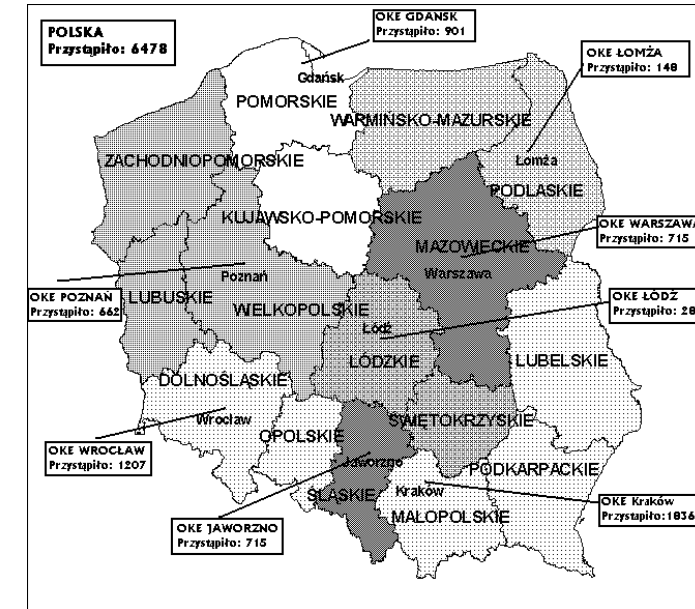 POLSKA
Przystąpiło: 6478
OKE GDAŃSK
Przystąpiło: 901
OKE ŁOMŻA
Przystąpiło: 148
Gdańsk
POMORSKIE
WARMIŃSKO-MAZURSKIE
ZACHODNIOPOMORSKIE
Łomża
PODLASKIE
KUJAWSKO-POMORSKIE
OKE WARSZAWA
Przystąpiło: 715
MAZOWIECKIE
Warszawa
Poznań
OKE POZNAŃ
Przystąpiło: 662
LUBUSKIE
WIELKOPOLSKIE
OKE ŁÓDŹ
Przystąpiło: 28
Łódź
ŁÓDZKIE
LUBELSKIE
DOLNOŚLĄSKIE
Wrocław
OPOLSKIE
ŚWIĘTOKRZYSKIE
OKE WROCŁAW
Przystąpiło: 1207
Jaworzno
PODKARPACKIE
ŚLĄSKIE
Kraków
MAŁOPOLSKIE
OKE Kraków
Przystąpiło:1836
OKE JAWORZNO
Przystąpiło: 715